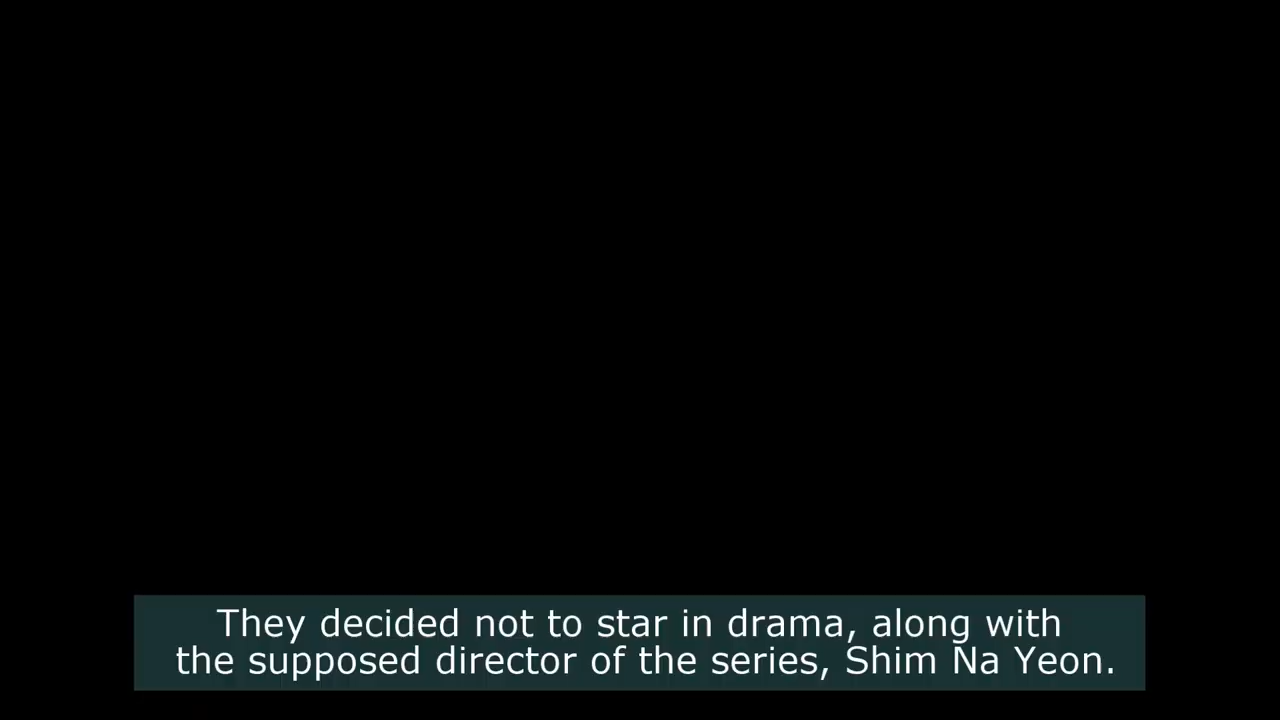 They decided not to star in drama, along with
the supposed director of the series, Shim Na Yeon.